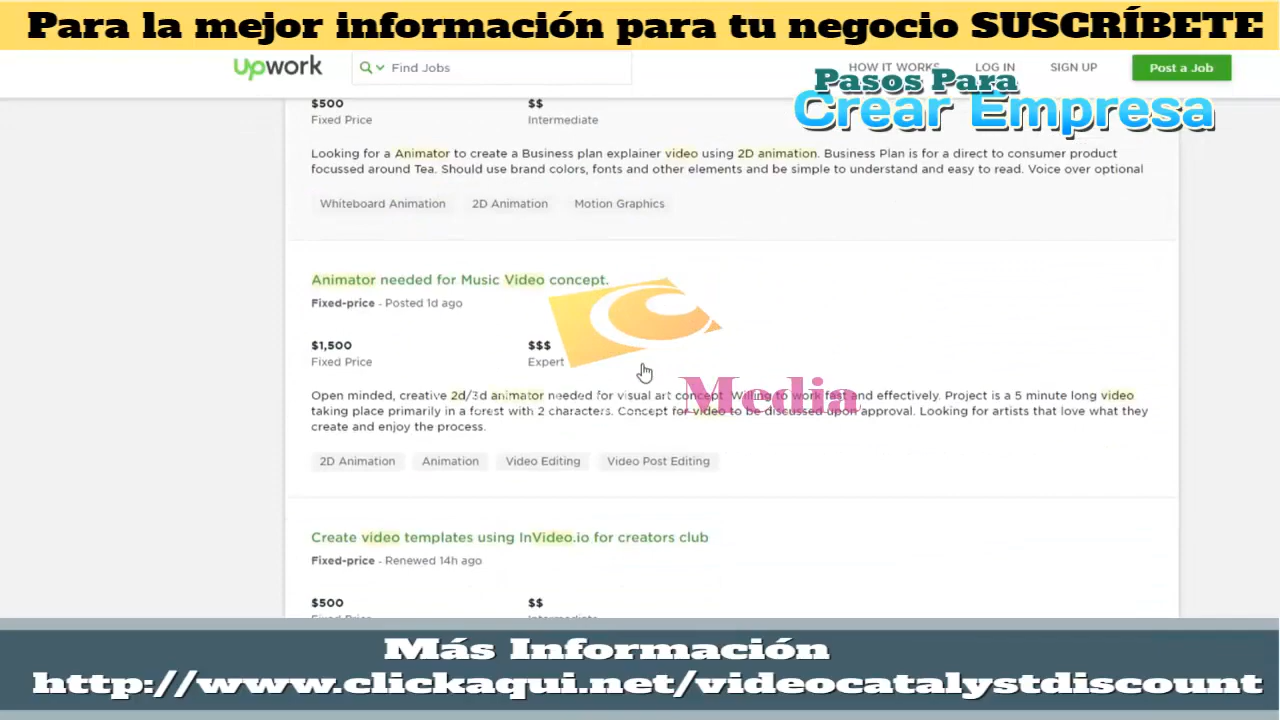 Para la mejor información para tu negocio SUSCRÍBETE
upwork
Find Jobs
HOW IT WORKS
LOG IN
SIGN UP
Post a Job
Pasos Para
Crear Empresa
$500
$$
Fixed Price
Intermediate
Looking for a Animator to create a Business plan explainer video using 2D animation. Business Plan is for a direct to consumer product
focussed around Tea. Should use brand colors, fonts and other elements and be simple to understand and easy to read. Voice over optional
Whiteboard Animation
2D Animation
Motion Graphics
Animator needed for Music Video concept.
Fixed-price - Posted 1d ago
$1,500
$$$
Fixed Price
Expert
Media
Open minded, creative 2d/3d animator needed for visual art concept. Willing to work fast and effectively. Project is a 5 minute long video
taking place primarily in a forest with 2 characters. Concept for video to be discussed upon approval. Looking for artists that love what they
create and enjoy the process.
2D Animation
Animation
Video Editing
Video Post Editing
Create video templates using InVideo.io for creators club
Fixed-price - Renewed 14h ago
$500
$$
Fixed Price
Intermediate
Más Información
http://www.clickaqui.net/videocatalystdiscount